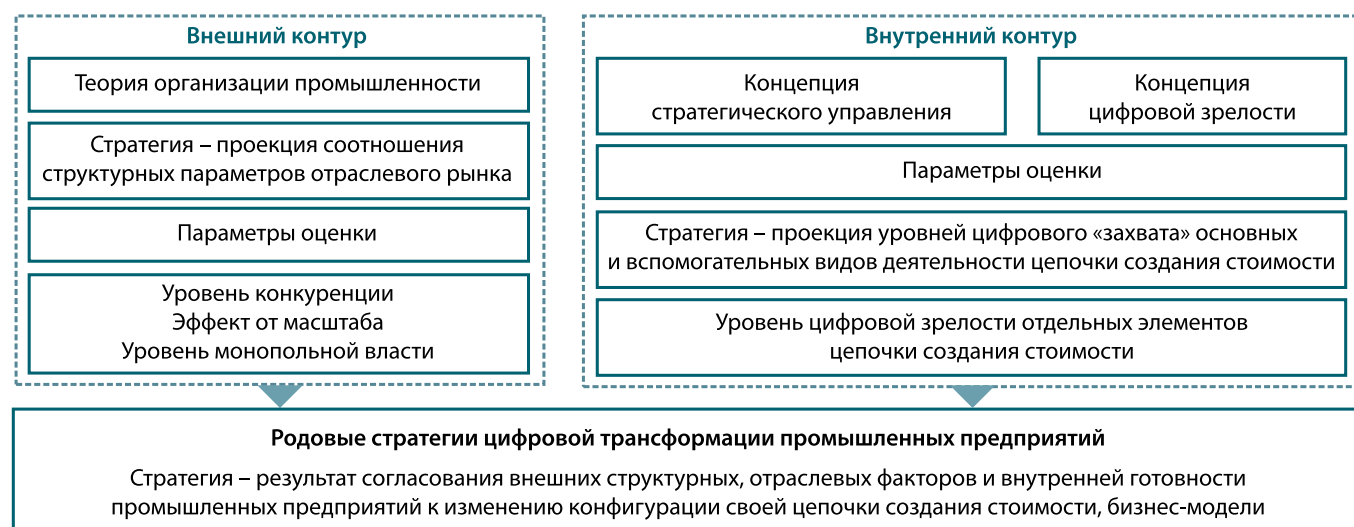 Внешний контур
Теория организации промышленности
Стратегия – проекция соотношения
структурных параметров отраслевого рынка
Параметры оценки
Уровень конкуренции
Эффект от масштаба
Уровень монопольной власти
Внутренний контур
Концепция
стратегического управления
Концепция
цифровой зрелости
Параметры оценки
Стратегия – проекция уровней цифрового «захвата» основных
и вспомогательных видов деятельности цепочки создания стоимости
Уровень цифровой зрелости отдельных элементов
цепочки создания стоимости
Родовые стратегии цифровой трансформации промышленных предприятий
Стратегия – результат согласования внешних структурных, отраслевых факторов и внутренней готовности
промышленных предприятий к изменению конфигурации своей цепочки создания стоимости, бизнес-модели